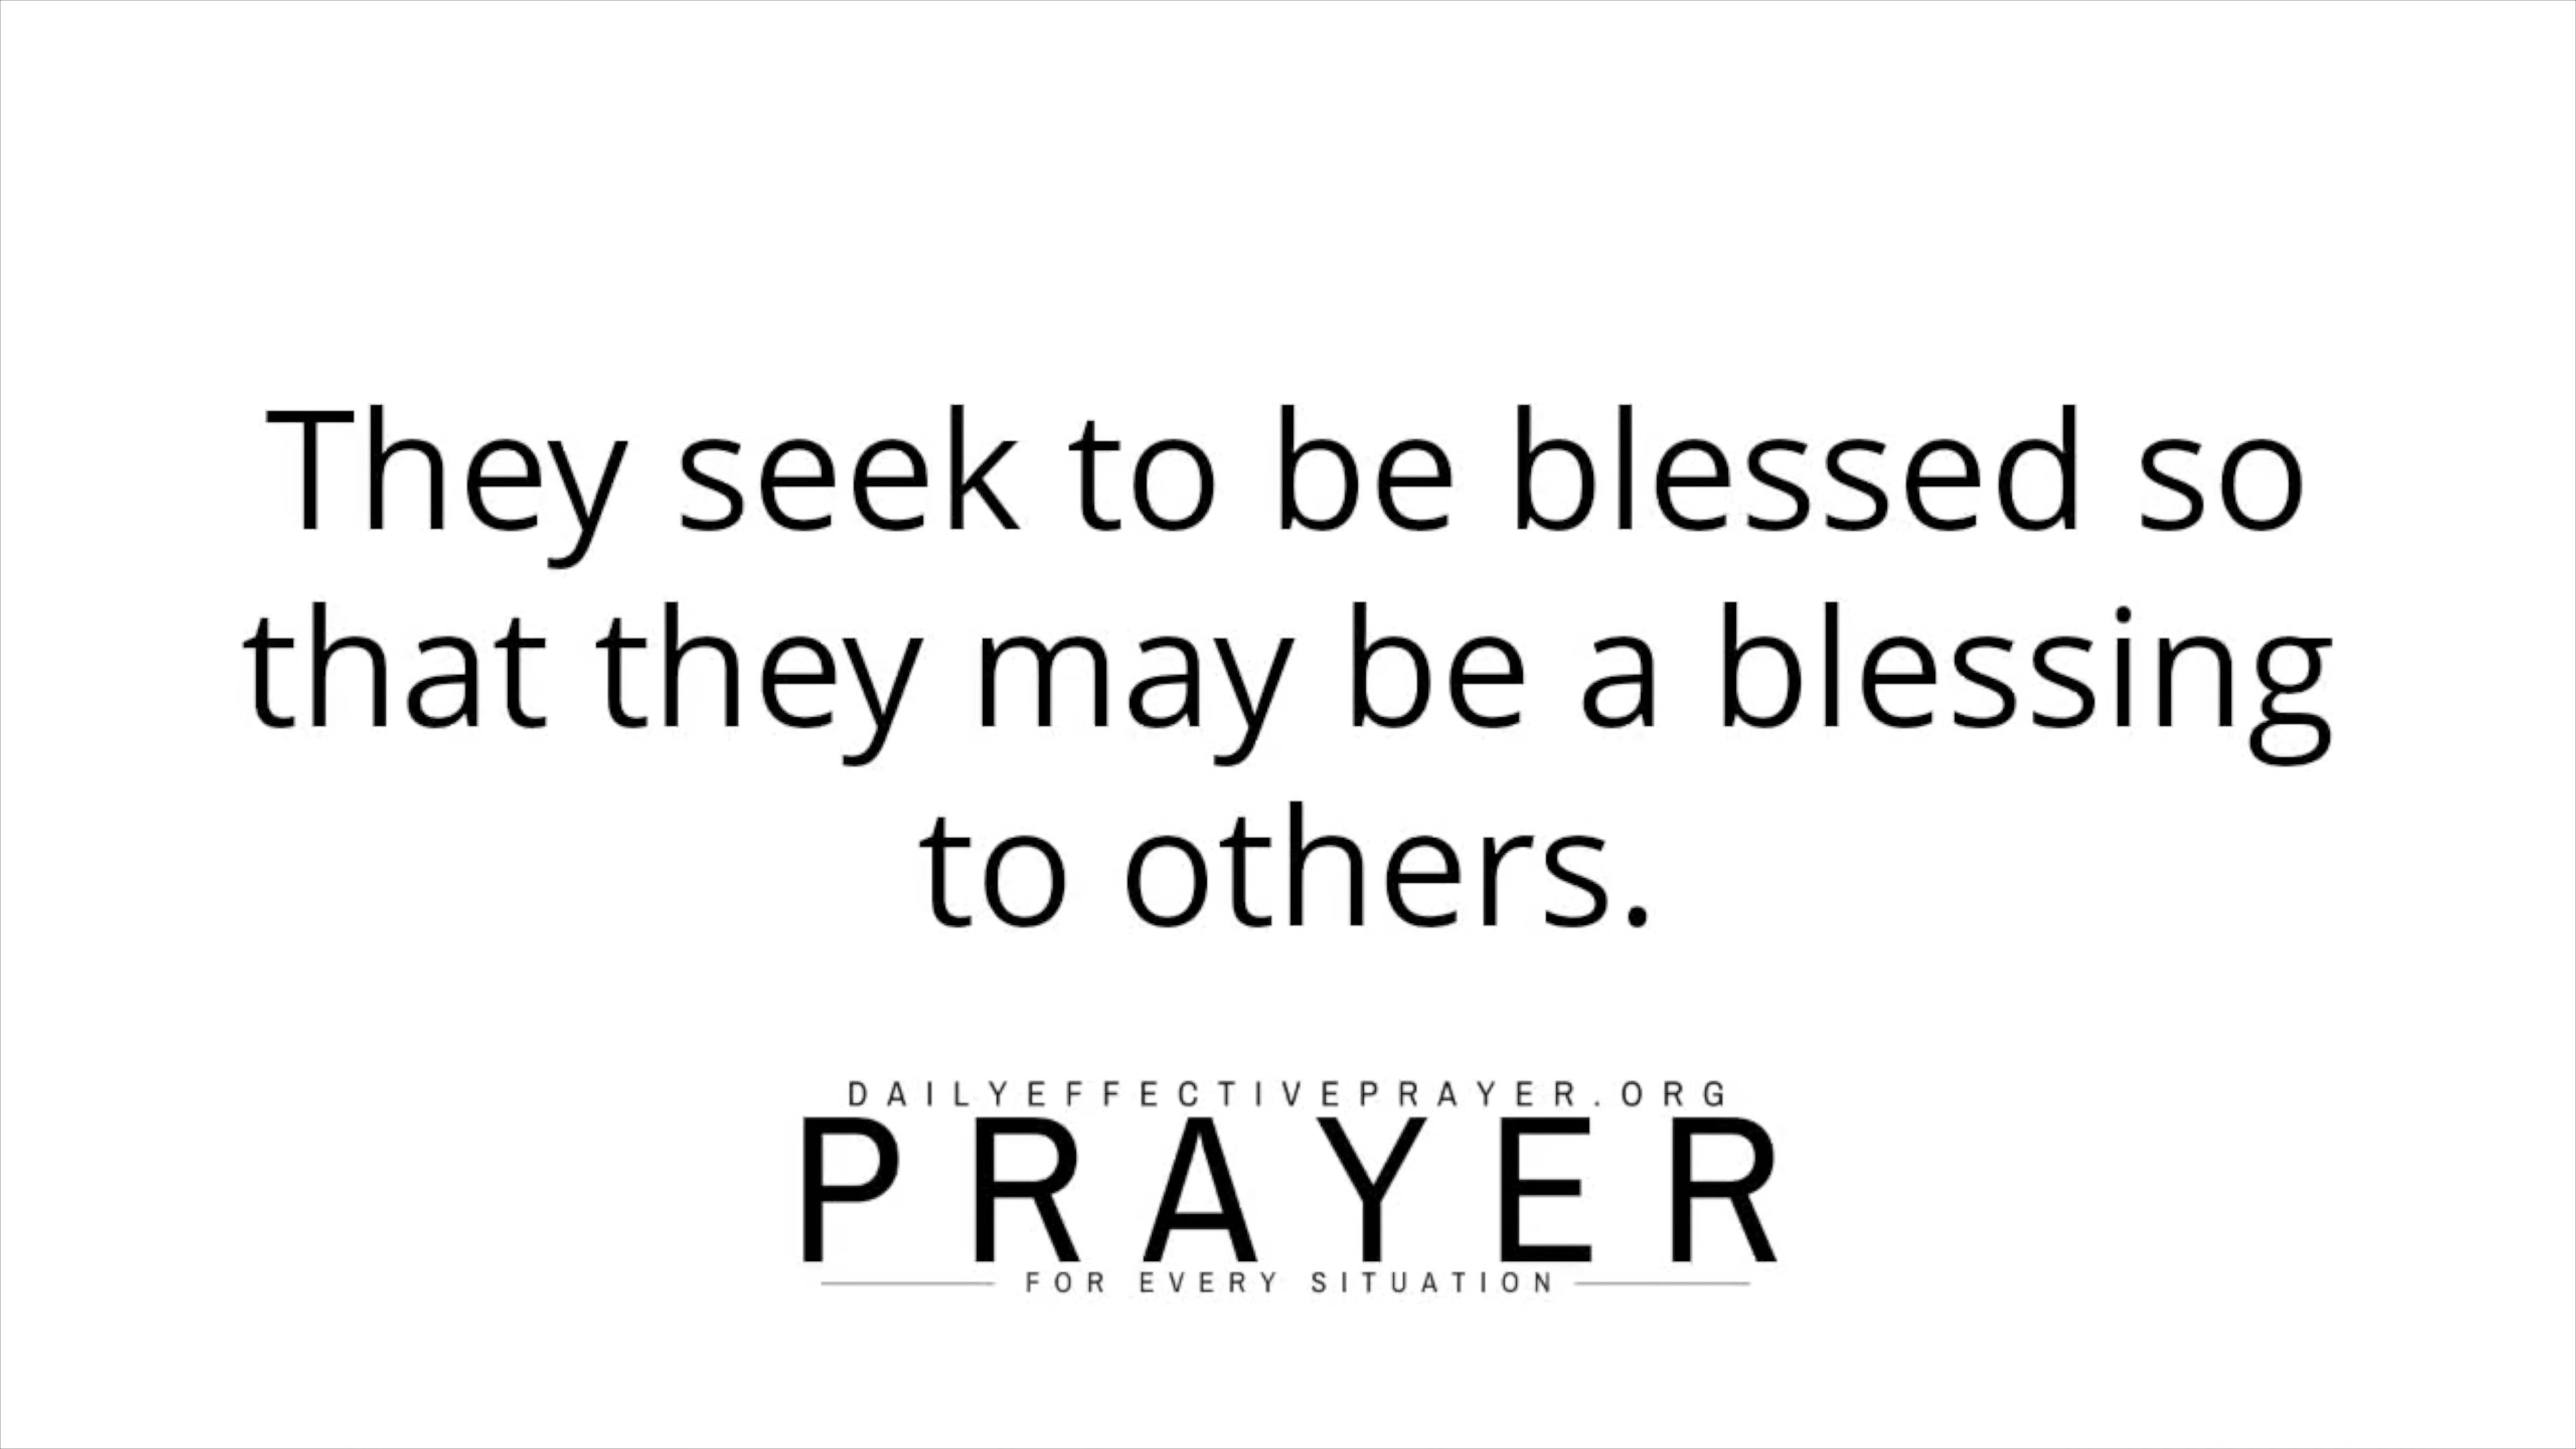 They seek to be blessed so
that they may be a blessing
to others.
DAILYEFFECTIVEPRAYER.ORG
PRAYER
FOR EVERY SITUATION